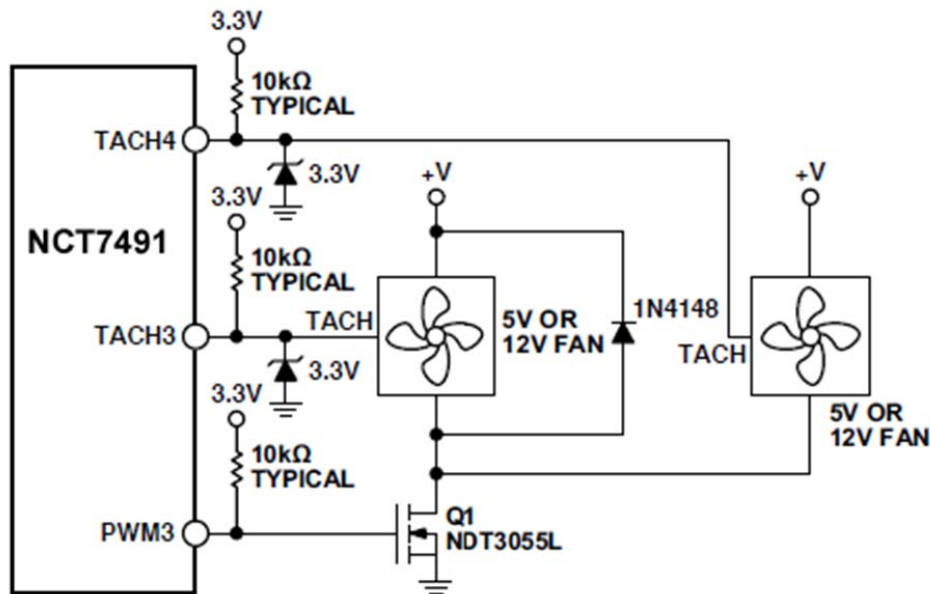 3.3V
10kΩ
TYPICAL
TACH4
3.3V
3.3V
+V
+V
NCT7491
10kΩ
TYPICAL
TACH
5V OR
12V FAN
1N4148
TACH3
TACH
3.3V
3.3V
5V OR
12V FAN
10kΩ
TYPICAL
PWM3
Q1
NDT3055L